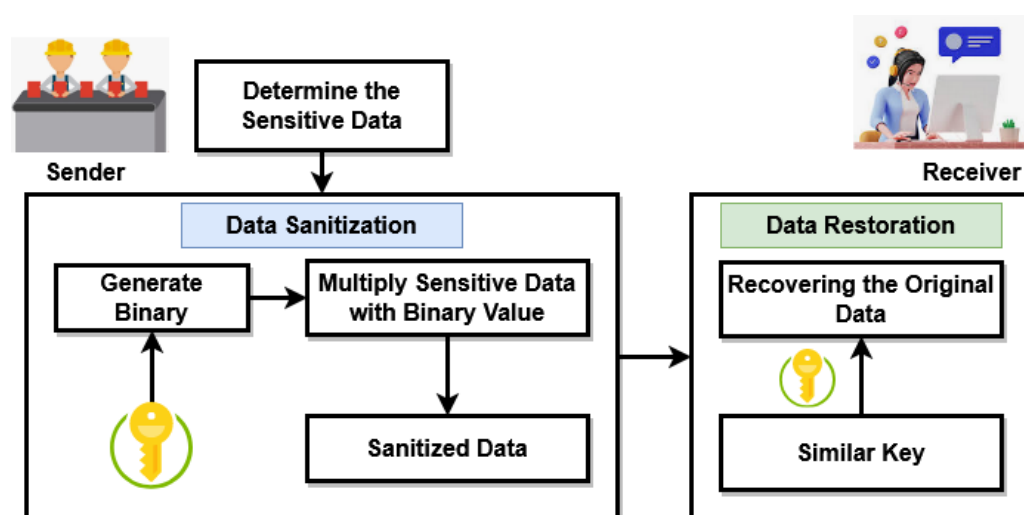 Determine the
Sensitive Data
Sender
Receiver
Data Sanitization
Data Restoration
Generate
Binary
Multiply Sensitive Data
with Binary Value
Recovering the Original
Data
Sanitized Data
Similar Key